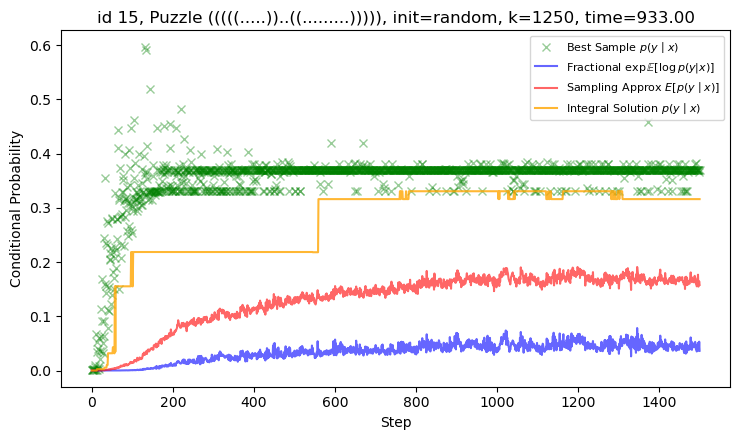 id 15, Puzzle (((((.....))..((.........))))), init=random, k=1250, time=933.00
Best Sample p(y | x)
Fractional exp𝔼[log p(y|x)]
Sampling Approx E[p(y | x)]
Integral Solution p(y | x)
Conditional Probability
0.6
0.5
0.4
0.3
0.2
0.1
0.0
0 200 400 600 800 1000 1200 1400
Step